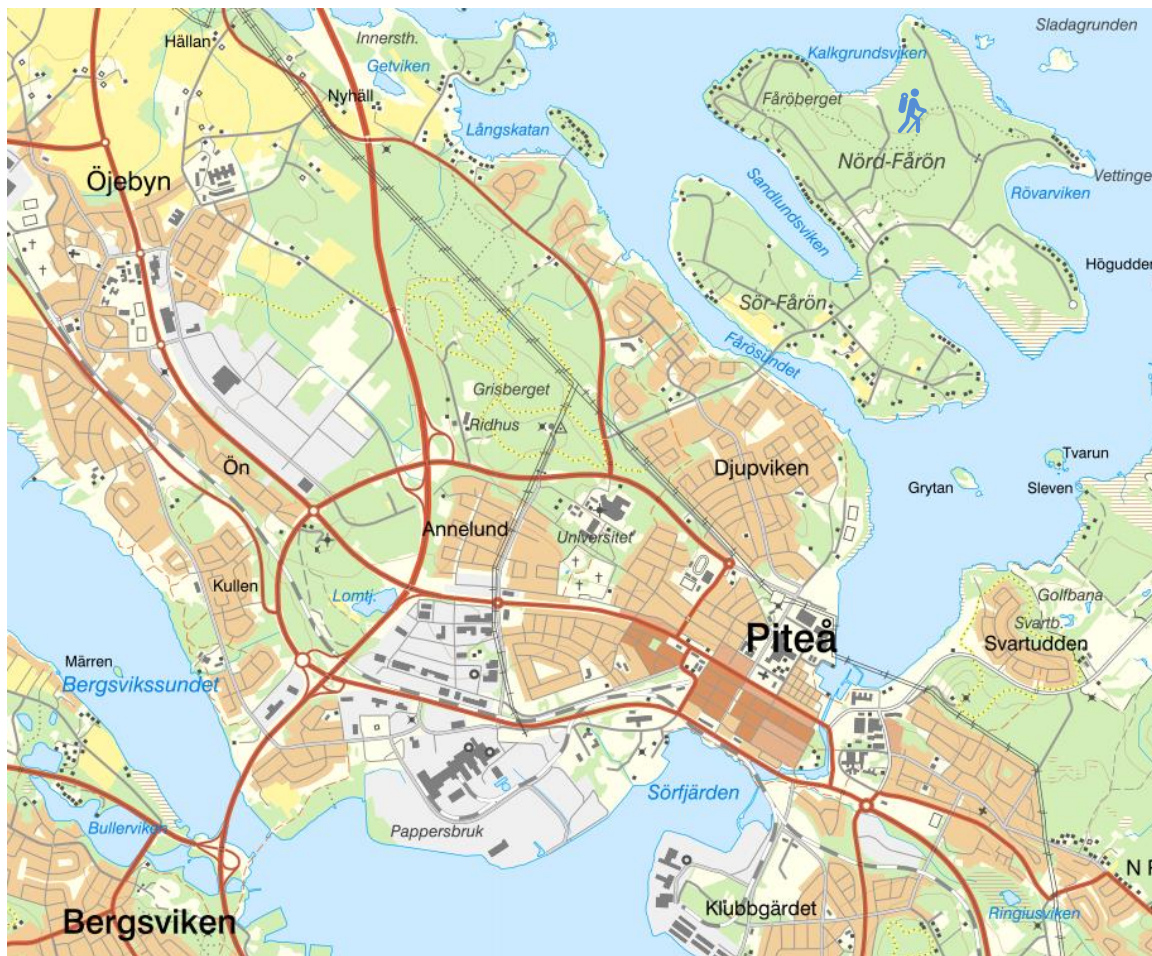 Sladagrunden
Hällan
Innersth.
Getviken
Kalkgrundsviken
Nyhäll
Fåröberget
Långskatan
Nörd-Fårön
Öjebyn
Sandlundsviken
Vettinge
Rövarviken
Högudden
Sör-Fårön
Fårösundet
Grisberget
Ridhus
Ön
Djupviken
Tvarun
Grytan
Sleven
Annelund
Universitet
Kullen
Lomtj.
Golfbana
Svartb.
Piteå
Svartudden
Märren
Bergsvikssundet
Sörfjärden
Bullerviken
Pappersbruk
Klubbgärdet
Ringiusviken
Bergsviken